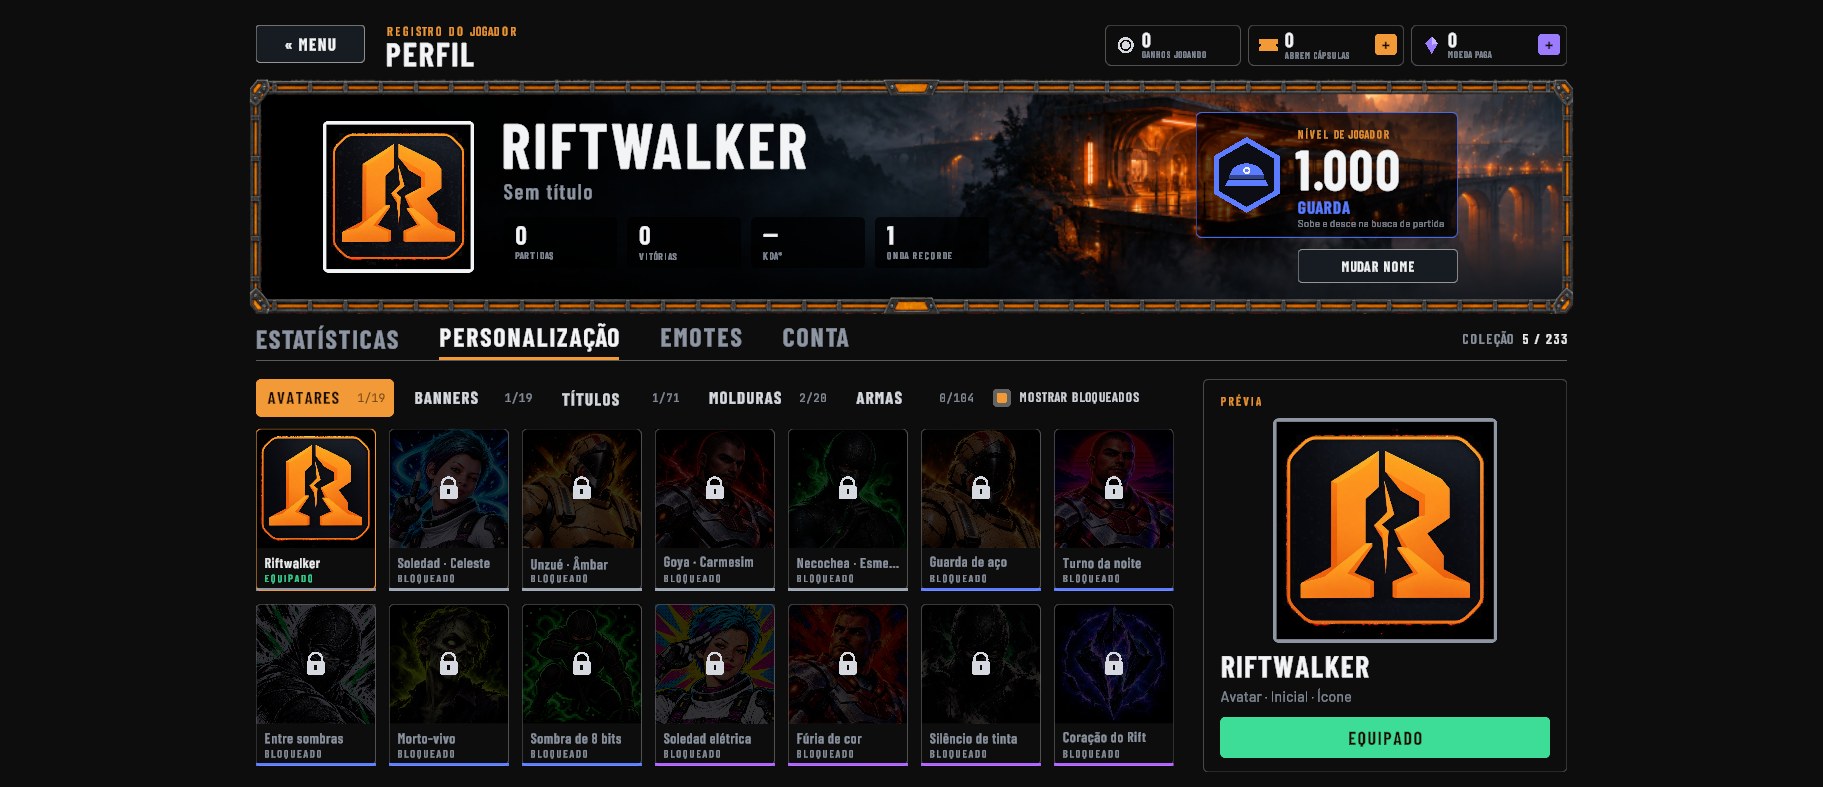 « MENU
REGISTRO DO JOGADOR
PERFIL
0
GANHOS JOGANDO
0
ABREM CÁPSULAS
+
0
MOEDA PAGA
+
RIFTWALKER
Sem título
0
PARTIDAS
0
VITÓRIAS
—
KDA*
1
ONDA RECORDE
NÍVEL DE JOGADOR
1.000
GUARDA
Sobe e desce na busca de partida
MUDAR NOME
ESTATÍSTICAS PERSONALIZAÇÃO EMOTES CONTA
COLEÇÃO 5 / 233
AVATARES 1/19 BANNERS 1/19 TÍTULOS 1/71 MOLDURAS 2/20 ARMAS 0/104 MOSTRAR BLOQUEADOS
Riftwalker
EQUIPADO
Soledad · Celeste
BLOQUEADO
Unzué · Âmbar
BLOQUEADO
Goya · Carmesim
BLOQUEADO
Necochea · Esme...
BLOQUEADO
Guarda de aço
BLOQUEADO
Turno da noite
BLOQUEADO
Entre sombras
BLOQUEADO
Morto-vivo
BLOQUEADO
Sombra de 8 bits
BLOQUEADO
Soledad elétrica
BLOQUEADO
Fúria de cor
BLOQUEADO
Silêncio de tinta
BLOQUEADO
Coração do Rift
BLOQUEADO
PRÉVIA
RIFTWALKER
Avatar · Inicial · Ícone
EQUIPADO